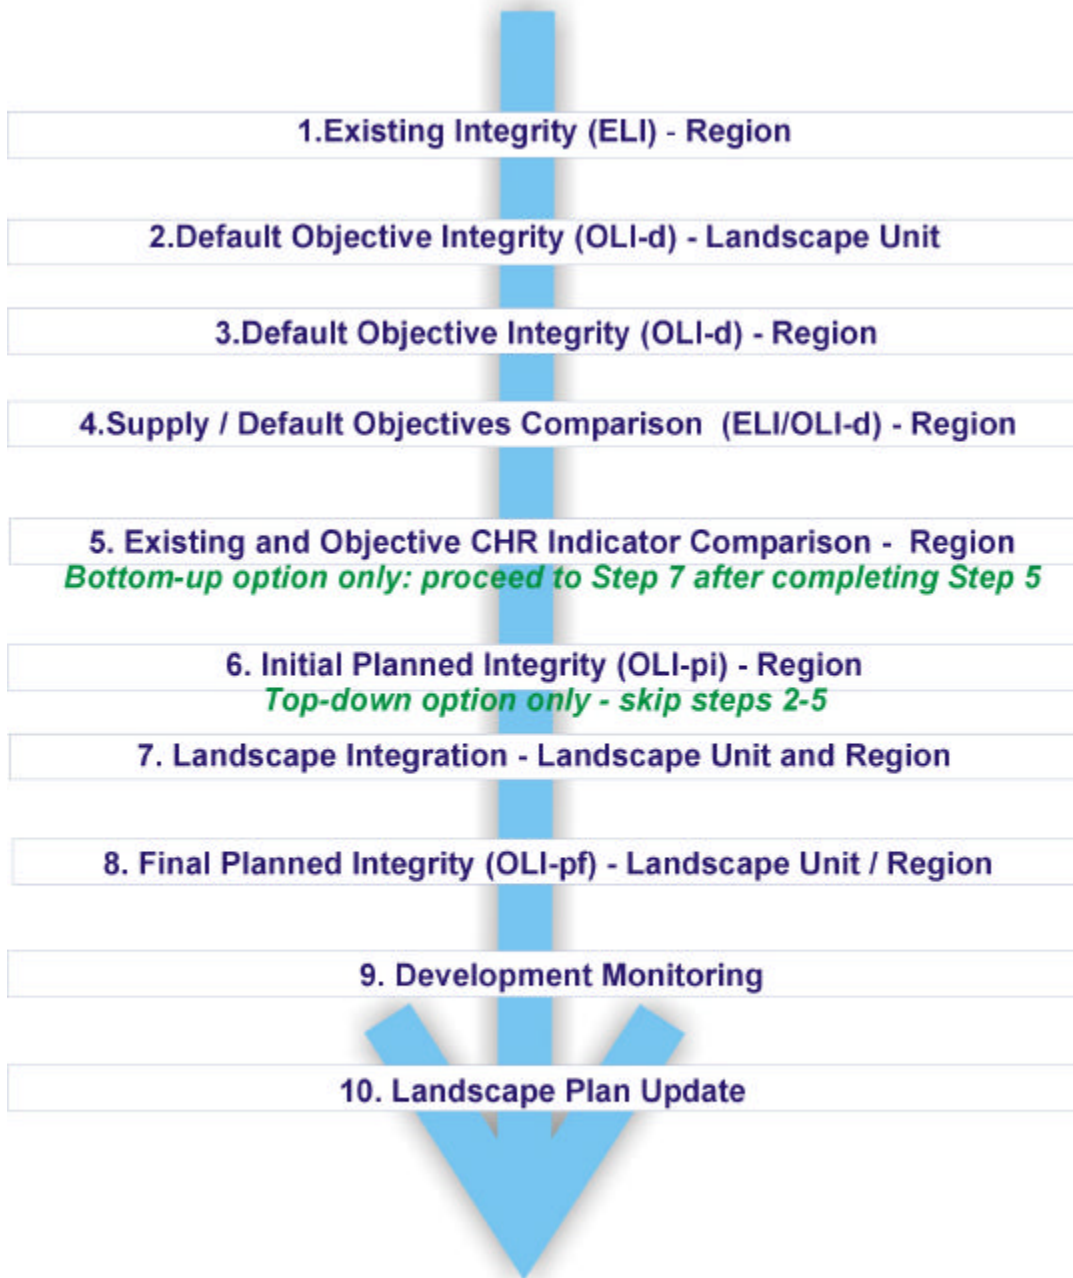 1.Existing Integrity (ELI) - Region
2.Default Objective Integrity (OLI-d) - Landscape Unit
3.Default Objective Integrity (OLI-d) - Region
4.Supply / Default Objectives Comparison (ELI/OLI-d) - Region
5. Existing and Objective CHR Indicator Comparison - Region
Bottom-up option only: proceed to Step 7 after completing Step 5
6. Initial Planned Integrity (OLI-pi) - Region
Top-down option only - skip steps 2-5
7. Landscape Integration - Landscape Unit and Region
8. Final Planned Integrity (OLI-pf) - Landscape Unit / Region
9. Development Monitoring
10. Landscape Plan Update